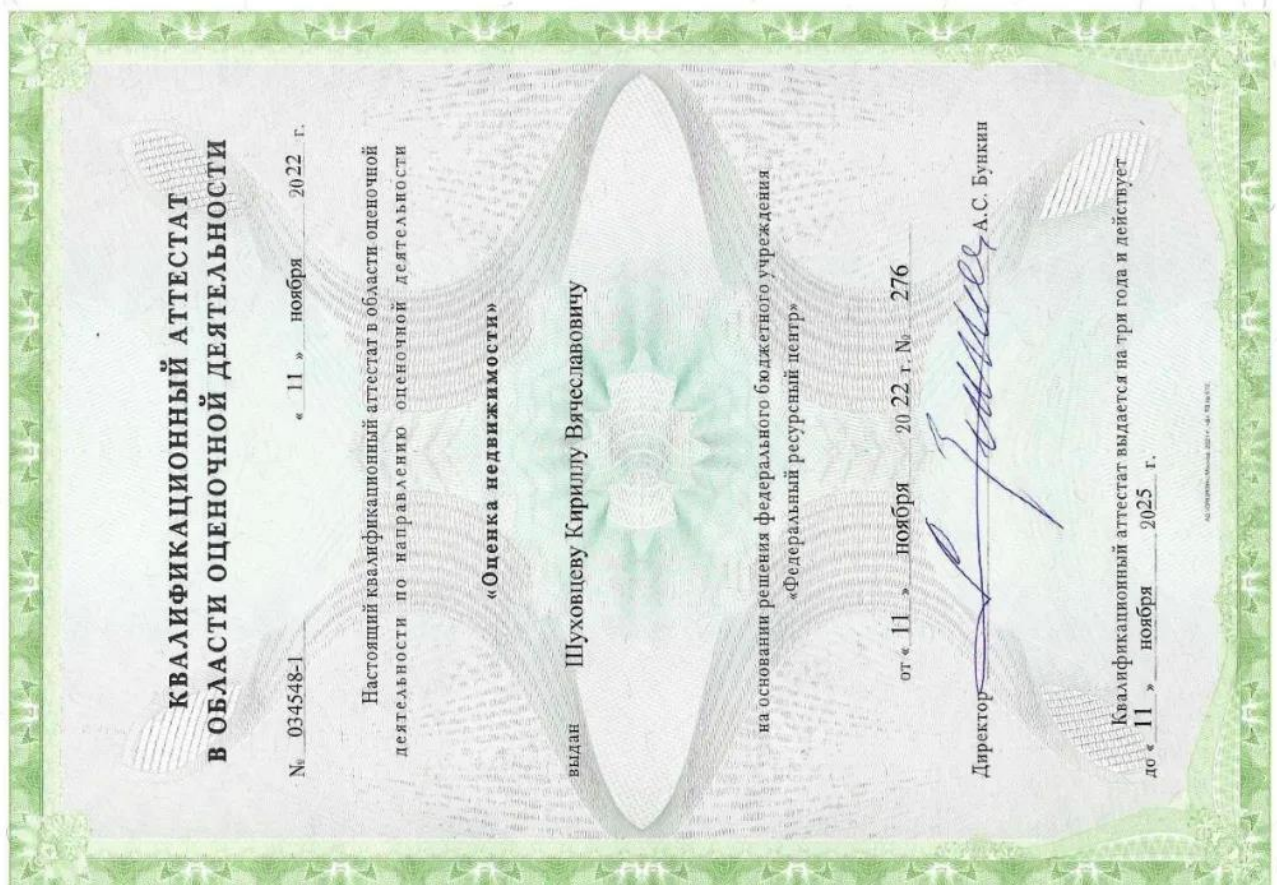 КВАЛИФИКАЦИОННЫЙ АТТЕСТАТ
В ОБЛАСТИ ОЦЕНОЧНОЙ ДЕЯТЕЛЬНОСТИ
№ 034548-1 « 11 » ноября 2022 г.
Настоящий квалификационный аттестат в области оценочной
деятельности по направлению оценочной деятельности
«Оценка недвижимости»
выдан Шуховцеву Кириллу Вячеславовичу
на основании решения федерального бюджетного учреждения
«Федеральный ресурсный центр»
от « 11 » ноября 2022 г. № 276
Директор А.С. Бункин
Квалификационный аттестат выдается на три года и действует
до « 11 » ноября 2025 г.